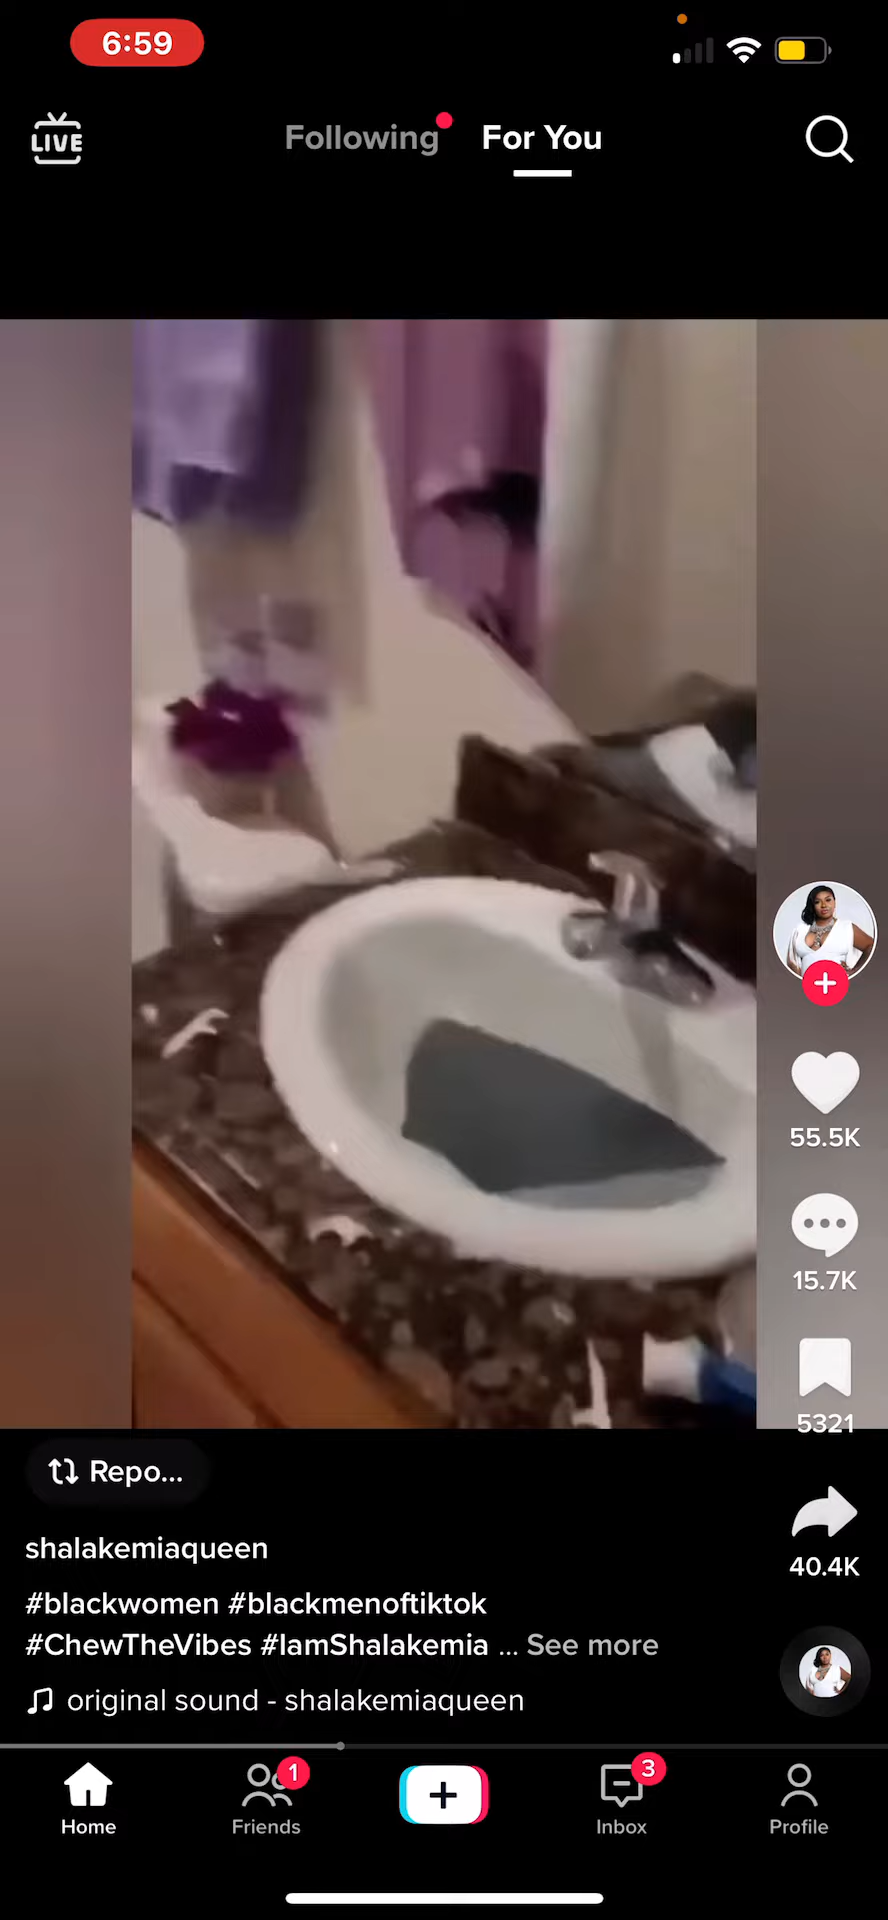 6:59
LIVE
Following
For You
55.5K
15.7K
5321
Repo...
40.4K
shalakemiaqueen
#blackwomen #blackmenoftiktok
#ChewTheVibes #IamShalakemia ... See more
original sound - shalakemiaqueen
1
3
Home
Friends
Inbox
Profile